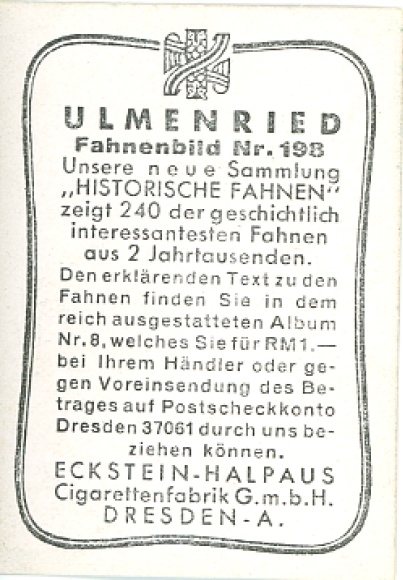 ULMENRIED
Fahnenbild Nr. 198
Unsere neue Sammlung
„HISTORISCHE FAHNEN“
zeigt 240 der geschichtlich
interessantesten Fahnen
aus 2 Jahrtausenden.
Den erklärenden Text zu den
Fahnen finden Sie in dem
reich ausgestatteten Album
Nr. 8, welches Sie für RM 1.—
bei Ihrem Händler oder ge-
gen Voreinsendung des Be-
trages auf Postscheckkonto
Dresden 37061 durch uns be-
ziehen können.
ECKSTEIN-HALPAUS
Cigarettenfabrik G.m.b.H.
DRESDEN-A.